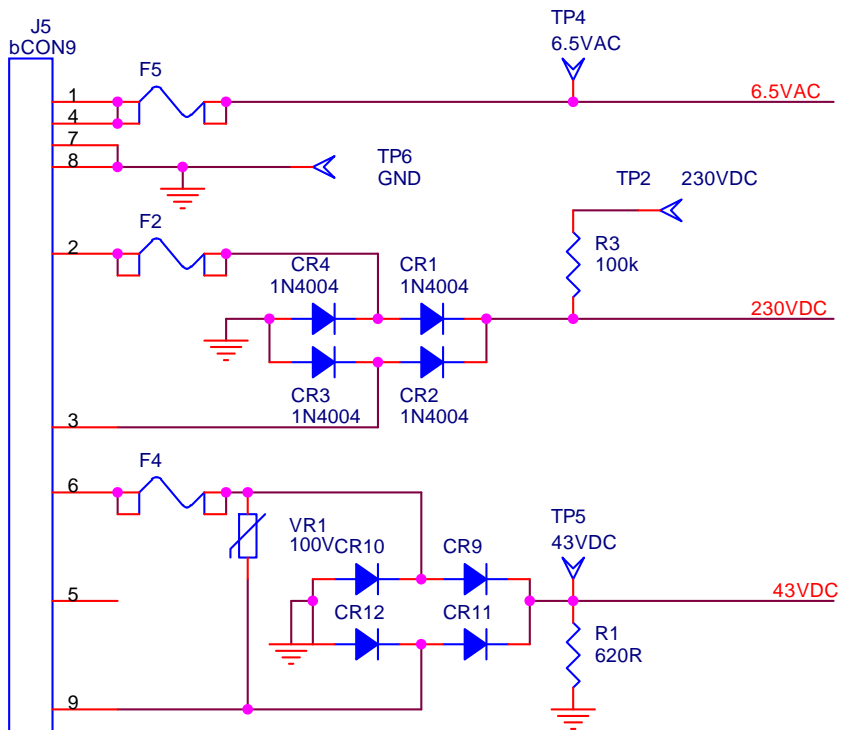 J5
bCON9
TP4
6.5VAC
F5
1
6.5VAC
4
7
8
TP6
GND
TP2 230VDC
F2
2
R3
100k
CR4 CR1
1N4004 1N4004
230VDC
CR3 CR2
1N4004 1N4004
3
F4
6
VR1
100V
CR10 CR9
TP5
43VDC
5
43VDC
CR12 CR11
R1
620R
9